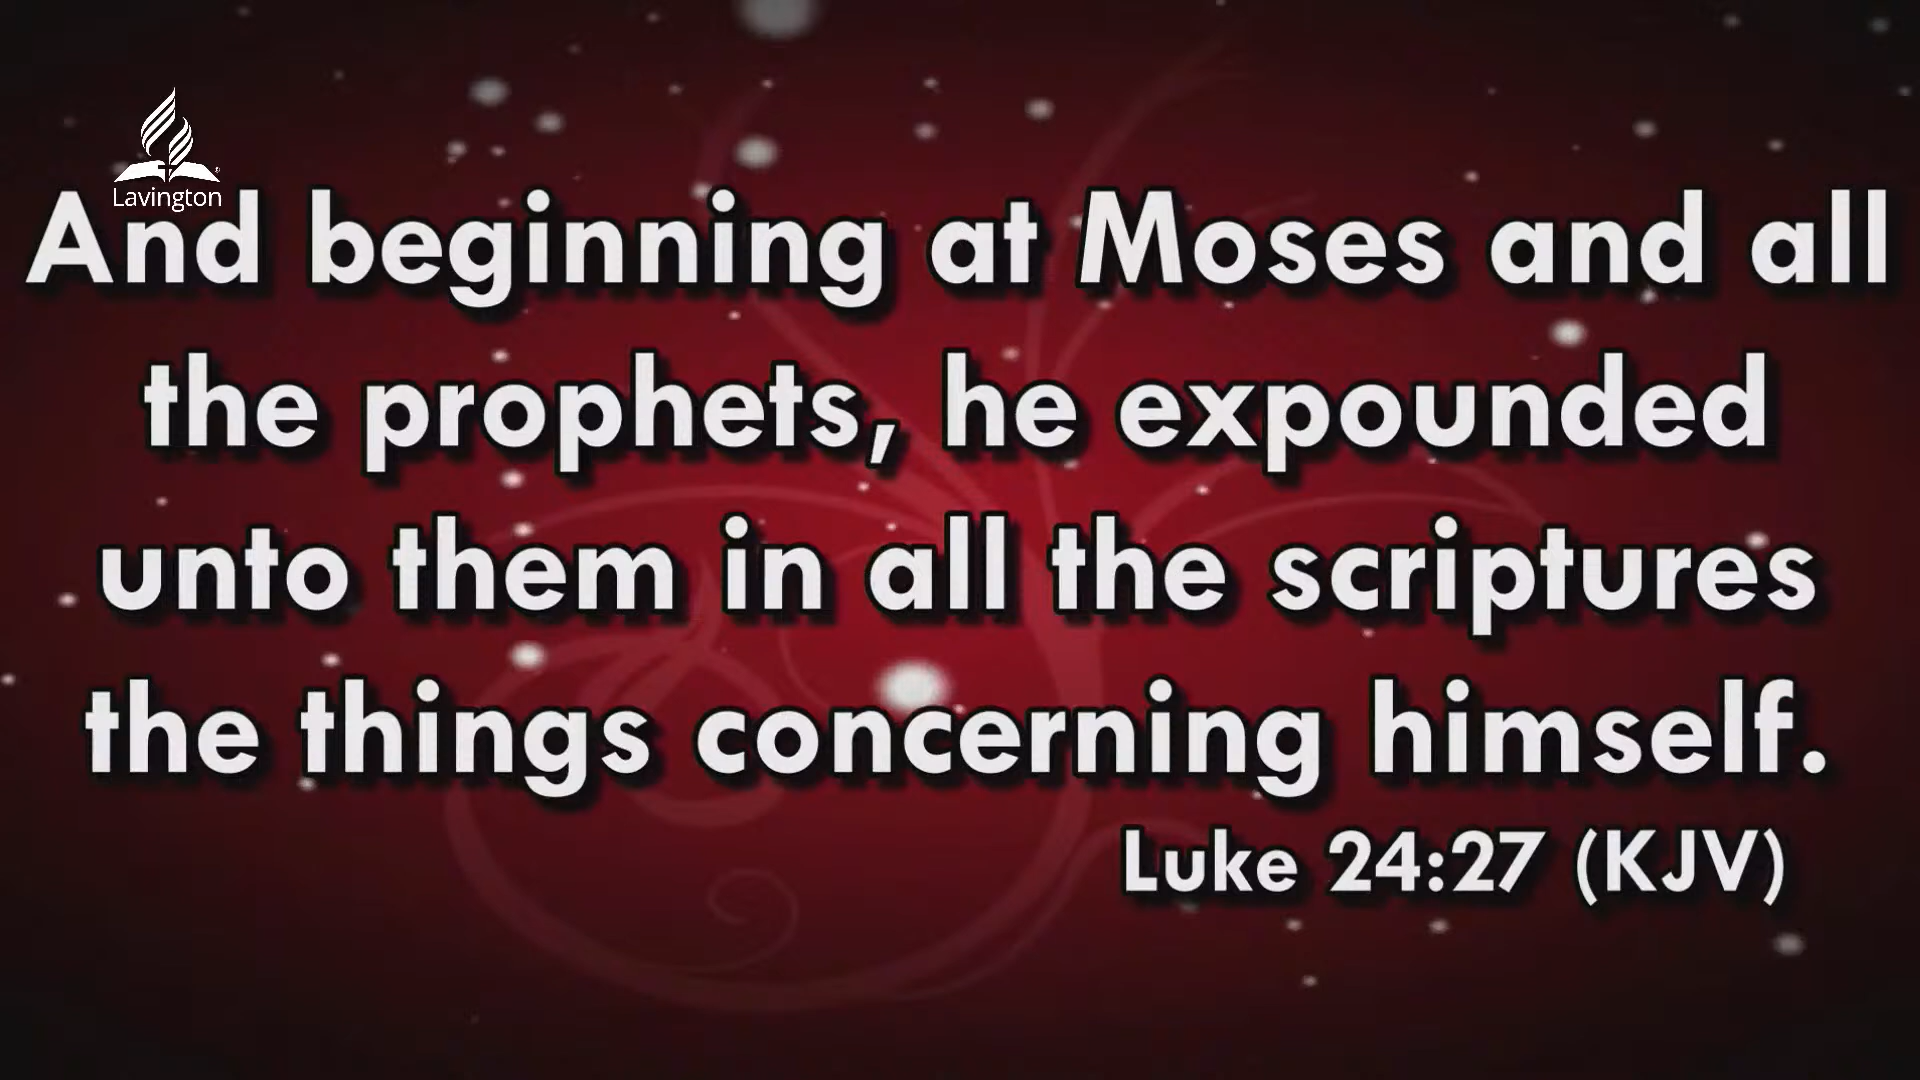 Lavington
And beginning at Moses and all
the prophets, he expounded
unto them in all the scriptures
the things concerning himself.
Luke 24:27 (KJV)